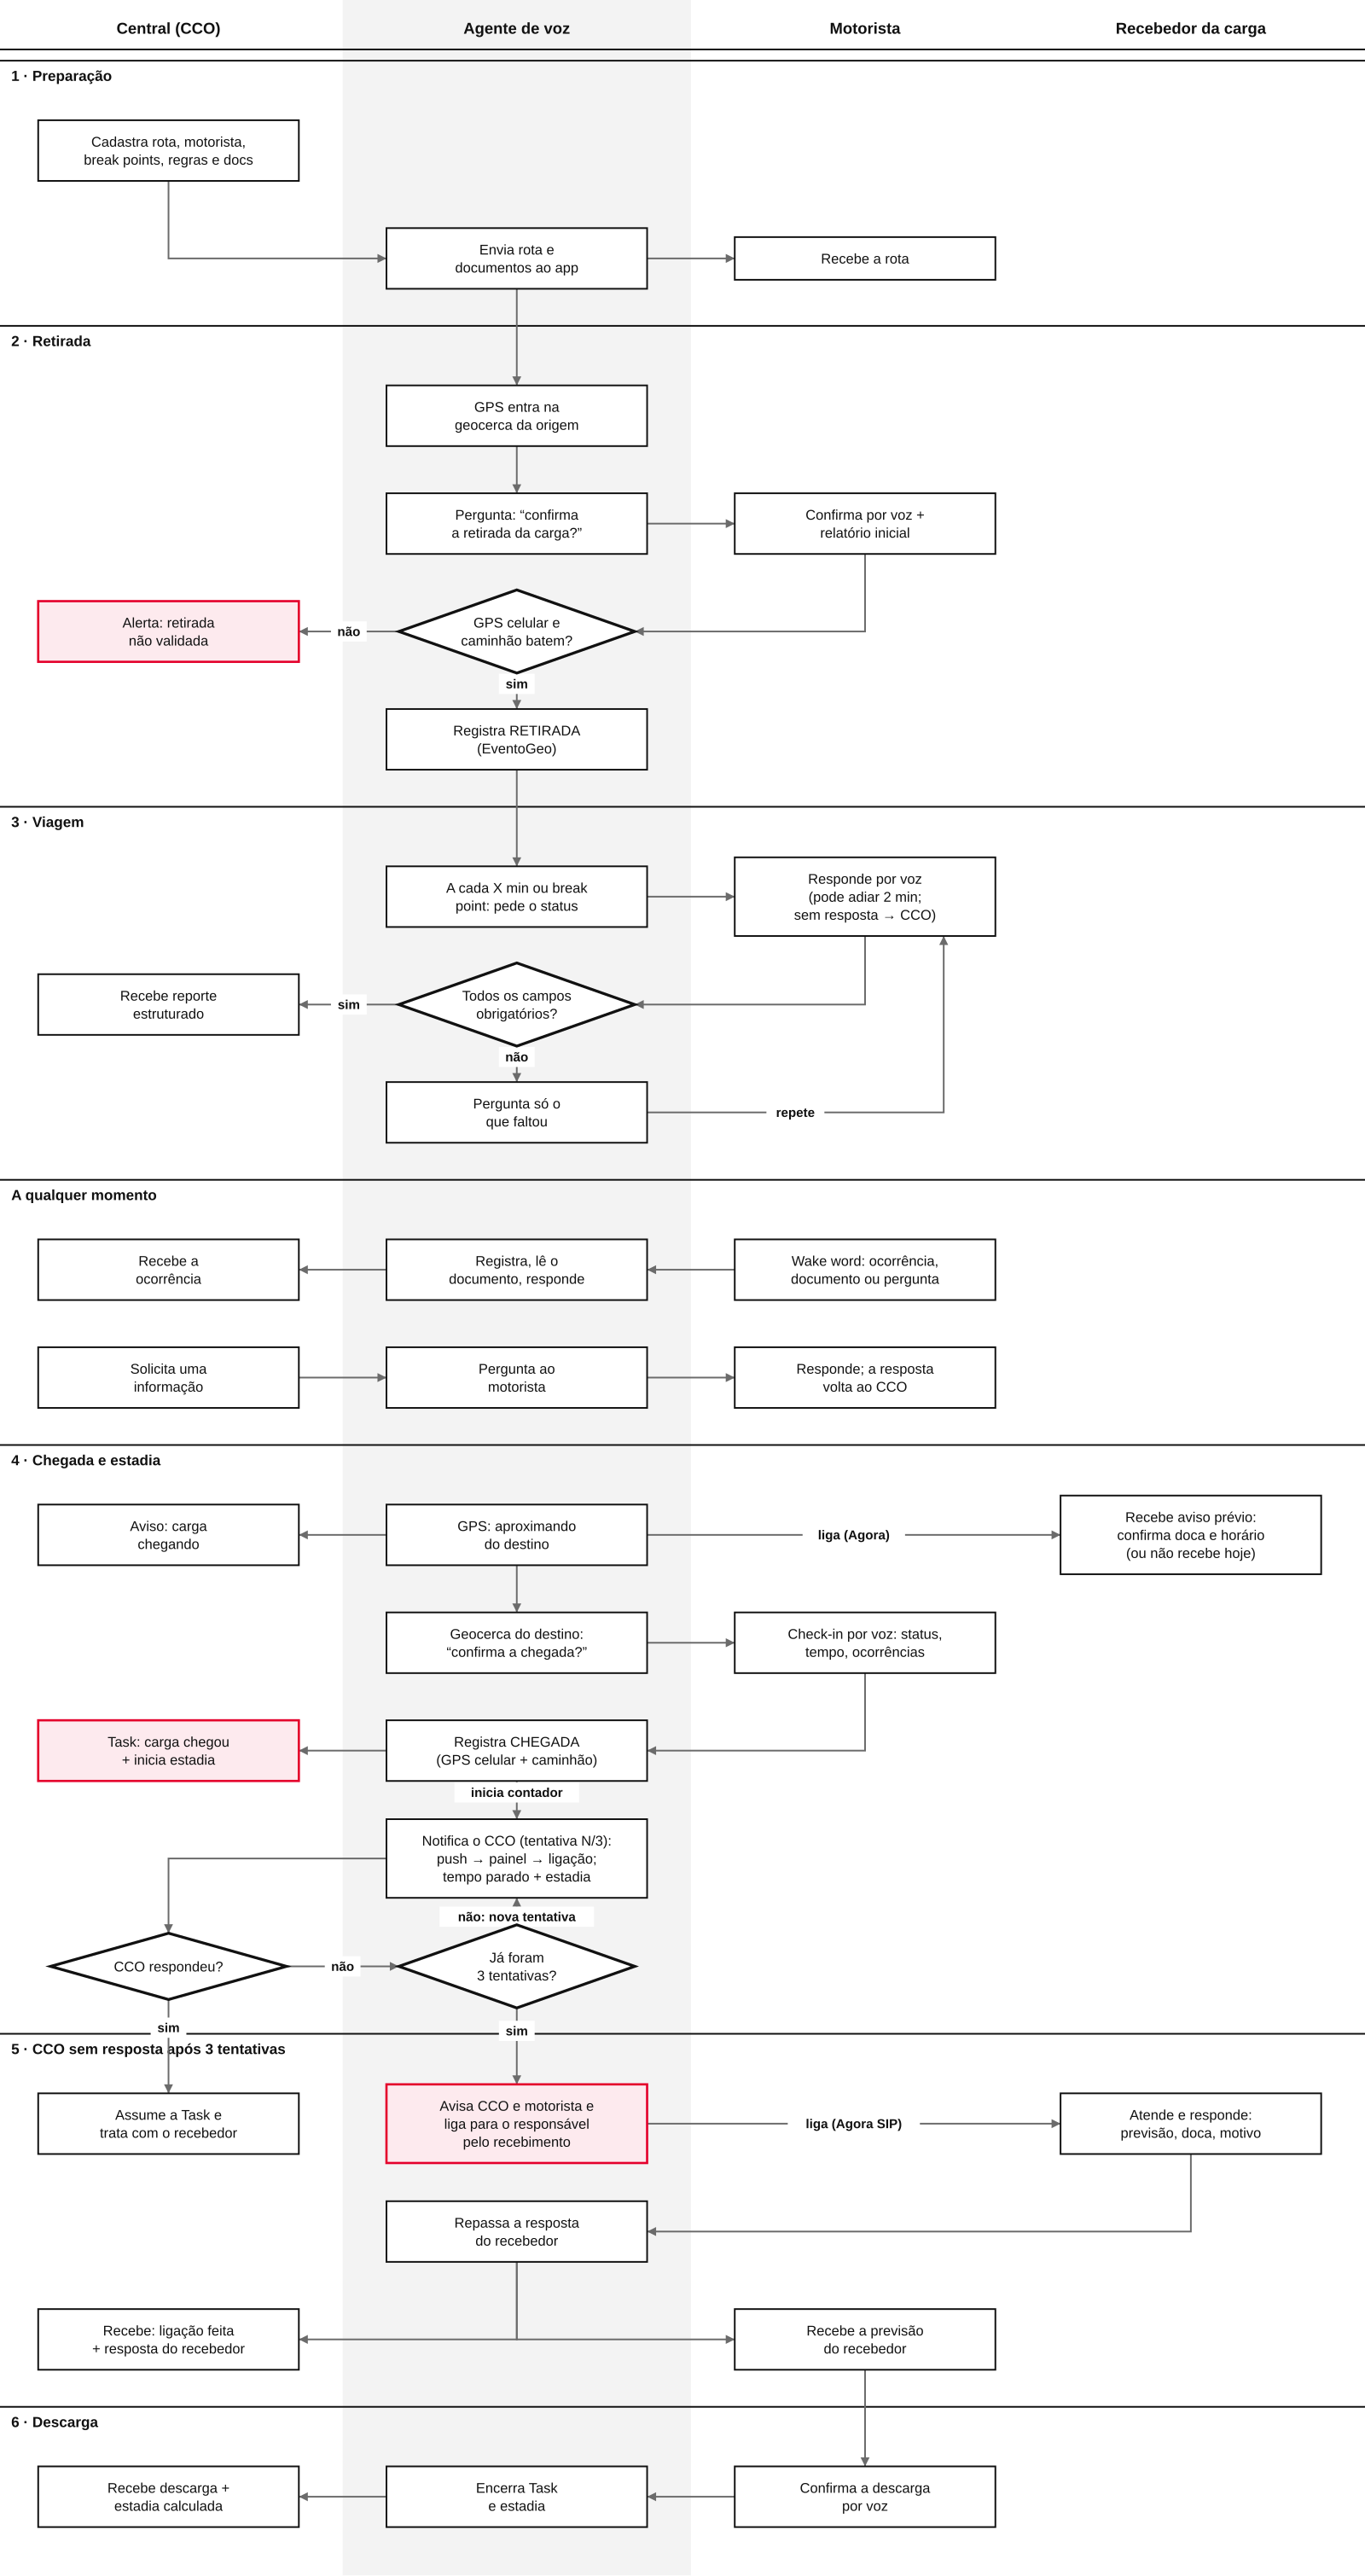 Central (CCO)
Agente de voz
Motorista
Recebedor da carga
1 · Preparação
Cadastra rota, motorista,
break points, regras e docs
Envia rota e
documentos ao app
Recebe a rota
2 · Retirada
GPS entra na
geocerca da origem
Pergunta: “confirma
a retirada da carga?”
Confirma por voz +
relatório inicial
Alerta: retirada
não validada
não
GPS celular e
caminhão batem?
sim
Registra RETIRADA
(EventoGeo)
3 · Viagem
A cada X min ou break
point: pede o status
Responde por voz
(pode adiar 2 min;
sem resposta → CCO)
Recebe reporte
estruturado
sim
Todos os campos
obrigatórios?
não
Pergunta só o
que faltou
repete
A qualquer momento
Recebe a
ocorrência
Registra, lê o
documento, responde
Wake word: ocorrência,
documento ou pergunta
Solicita uma
informação
Pergunta ao
motorista
Responde; a resposta
volta ao CCO
4 · Chegada e estadia
Aviso: carga
chegando
GPS: aproximando
do destino
liga (Agora)
Recebe aviso prévio:
confirma doca e horário
(ou não recebe hoje)
Geocerca do destino:
“confirma a chegada?”
Check-in por voz: status,
tempo, ocorrências
Task: carga chegou
+ inicia estadia
Registra CHEGADA
(GPS celular + caminhão)
inicia contador
Notifica o CCO (tentativa N/3):
push → painel → ligação;
tempo parado + estadia
não: nova tentativa
CCO respondeu?
não
Já foram
3 tentativas?
sim
sim
5 · CCO sem resposta após 3 tentativas
Assume a Task e
trata com o recebedor
Avisa CCO e motorista e
liga para o responsável
pelo recebimento
liga (Agora SIP)
Atende e responde:
previsão, doca, motivo
Repassa a resposta
do recebedor
Recebe: ligação feita
+ resposta do recebedor
Recebe a previsão
do recebedor
6 · Descarga
Recebe descarga +
estadia calculada
Encerra Task
e estadia
Confirma a descarga
por voz